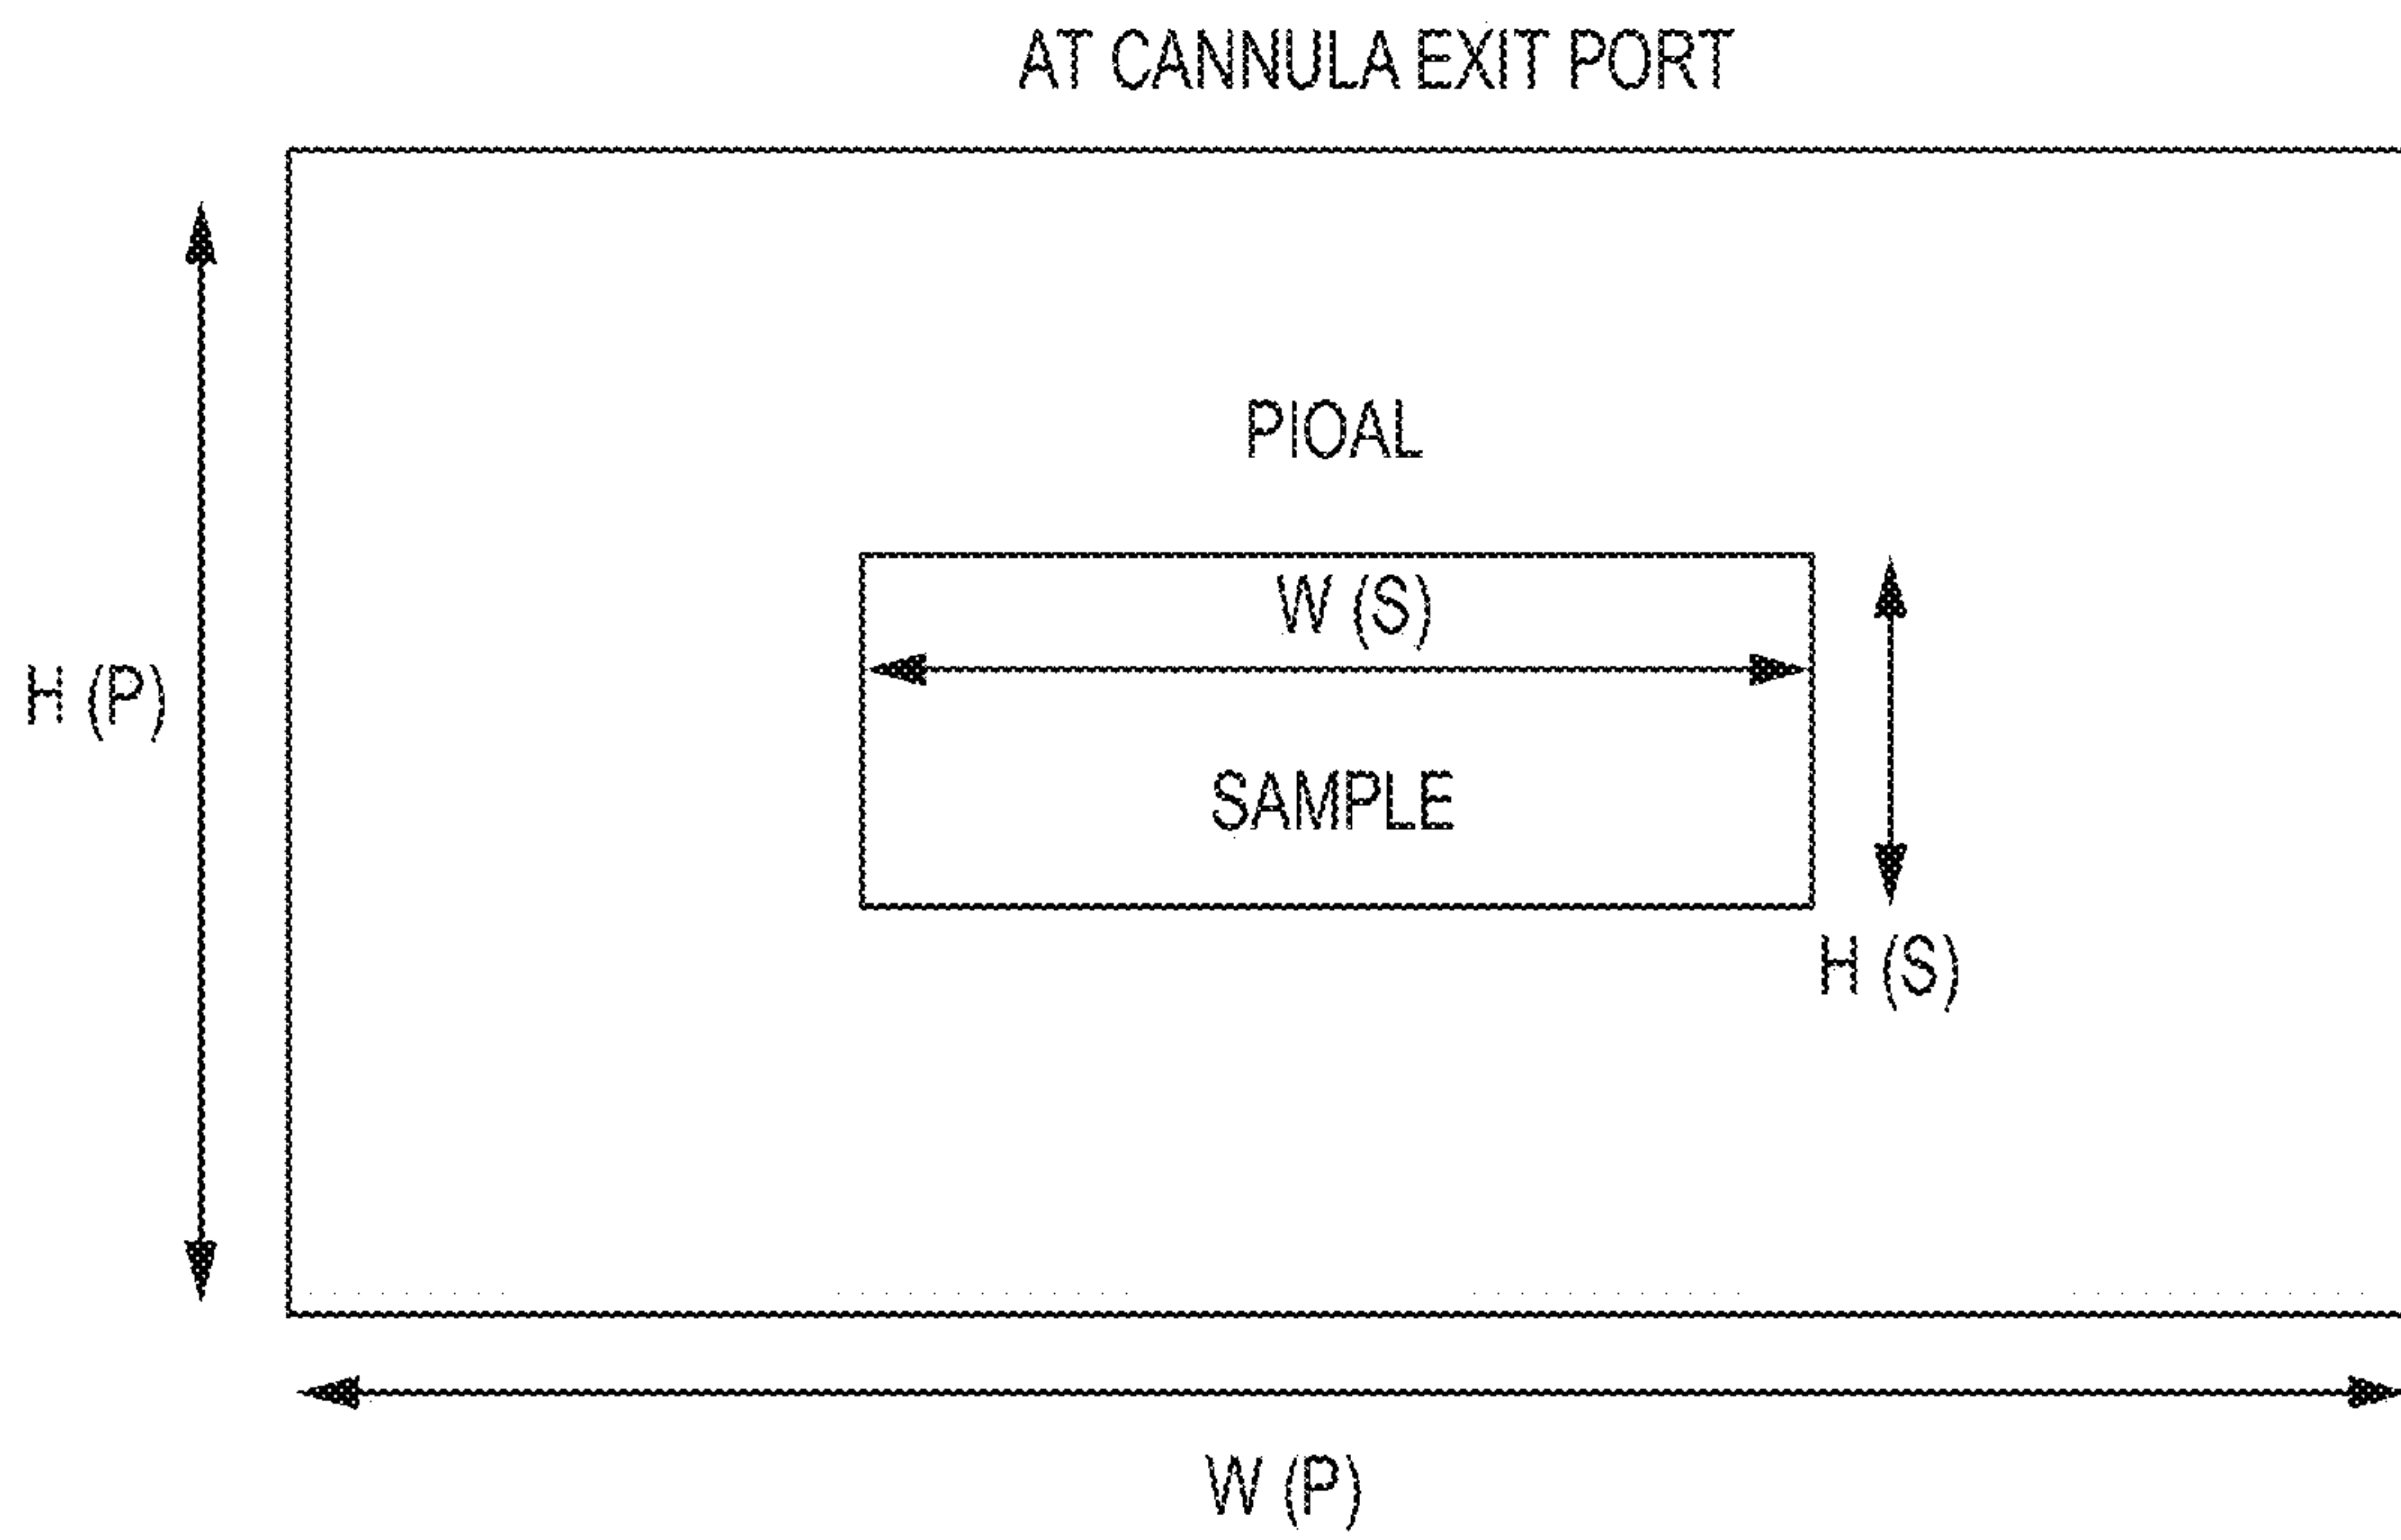 AT CANNULA EXIT PORT
PIOAL
W (S)
H (P)
SAMPLE
H (S)
W (P)